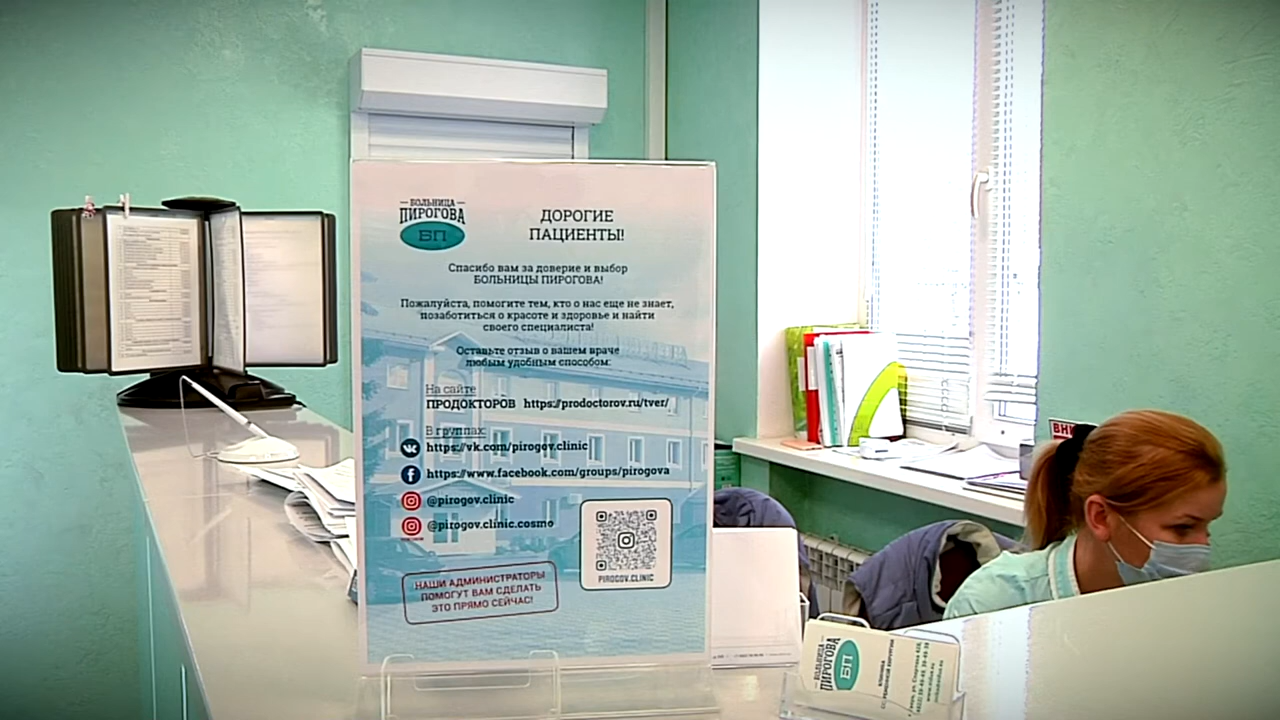 БОЛЬНИЦА
ПИРОГОВА
БП
ДОРОГИЕ
ПАЦИЕНТЫ!
Спасибо вам за доверие и выбор
БОЛЬНИЦЫ ПИРОГОВА!
Пожалуйста, помогите тем, кто о нас еще не знает,
позаботиться о красоте и здоровье и найти
своего специалиста!
Оставьте отзыв о вашем враче
любым удобным способом:
На сайте
ПРОДОКТОРОВ https://prodoctorov.ru/tver/
В группах:
https://vk.com/pirogov.clinic
https://www.facebook.com/groups/pirogova
@pirogov.clinic
@pirogov.clinic.cosmo
PIROGOV.CLINIC
НАШИ АДМИНИСТРАТОРЫ
ПОМОГУТ ВАМ СДЕЛАТЬ
ЭТО ПРЯМО СЕЙЧАС!
БОЛЬНИЦА
ПИРОГОВА
БП
КЛИНИКА